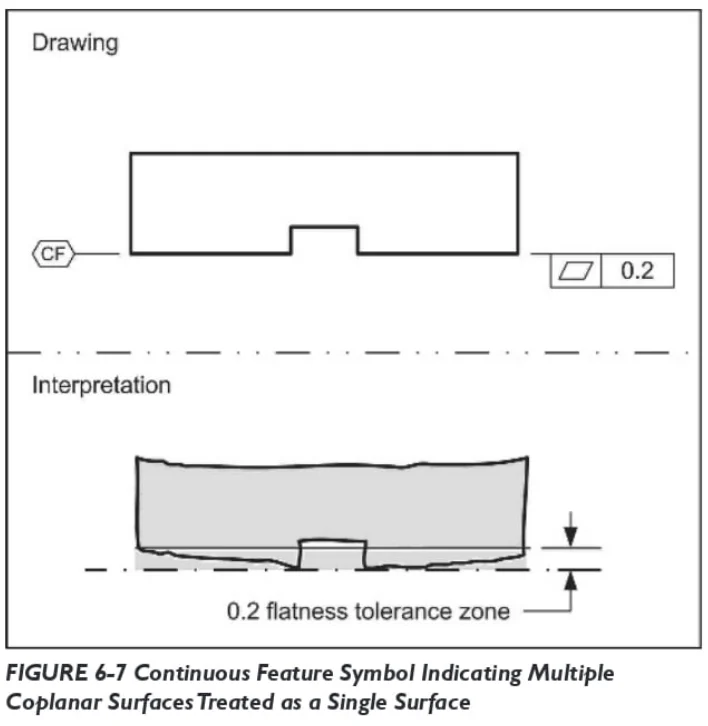 Drawing
CF
0.2
Interpretation
0.2 flatness tolerance zone
FIGURE 6-7 Continuous Feature Symbol Indicating Multiple
Coplanar Surfaces Treated as a Single Surface